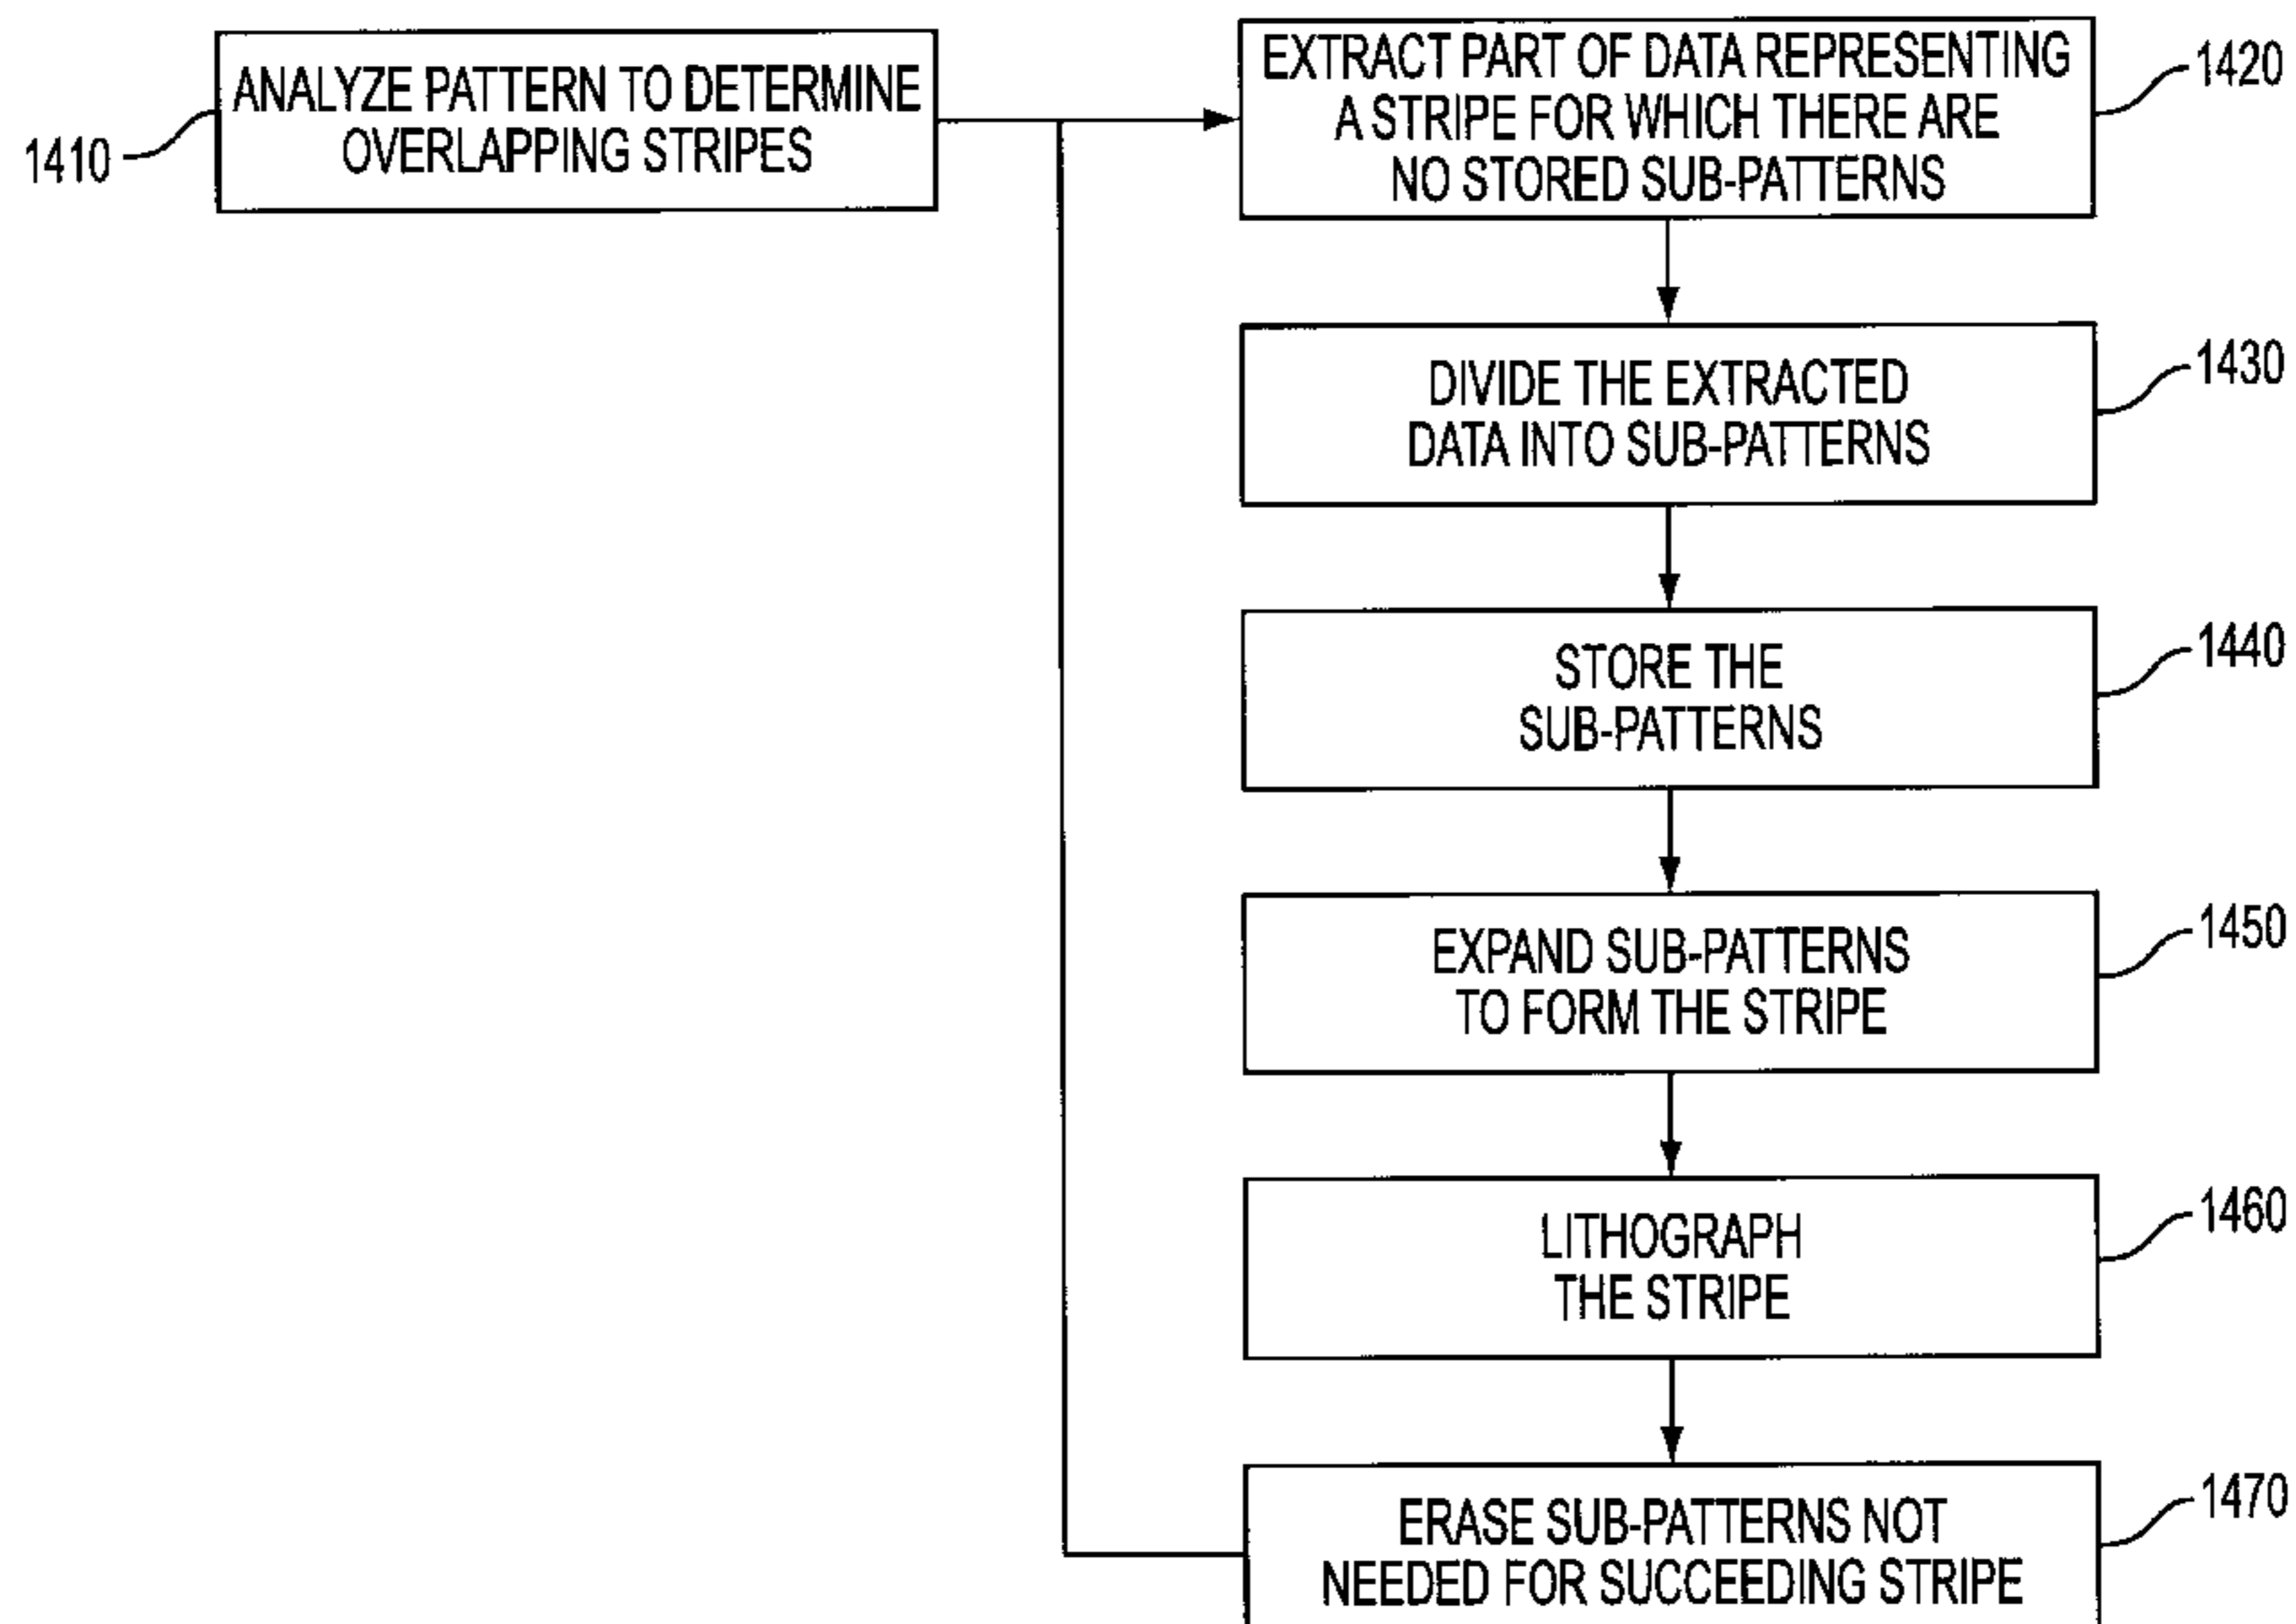 ANALYZE PATTERN TO DETERMINE
OVERLAPPING STRIPES
1410
EXTRACT PART OF DATA REPRESENTING
A STRIPE FOR WHICH THERE ARE
NO STORED SUB-PATTERNS
1420
DIVIDE THE EXTRACTED
DATA INTO SUB-PATTERNS
1430
STORE THE
SUB-PATTERNS
1440
EXPAND SUB-PATTERNS
TO FORM THE STRIPE
1450
LITHOGRAPH
THE STRIPE
1460
ERASE SUB-PATTERNS NOT
NEEDED FOR SUCCEEDING STRIPE
1470